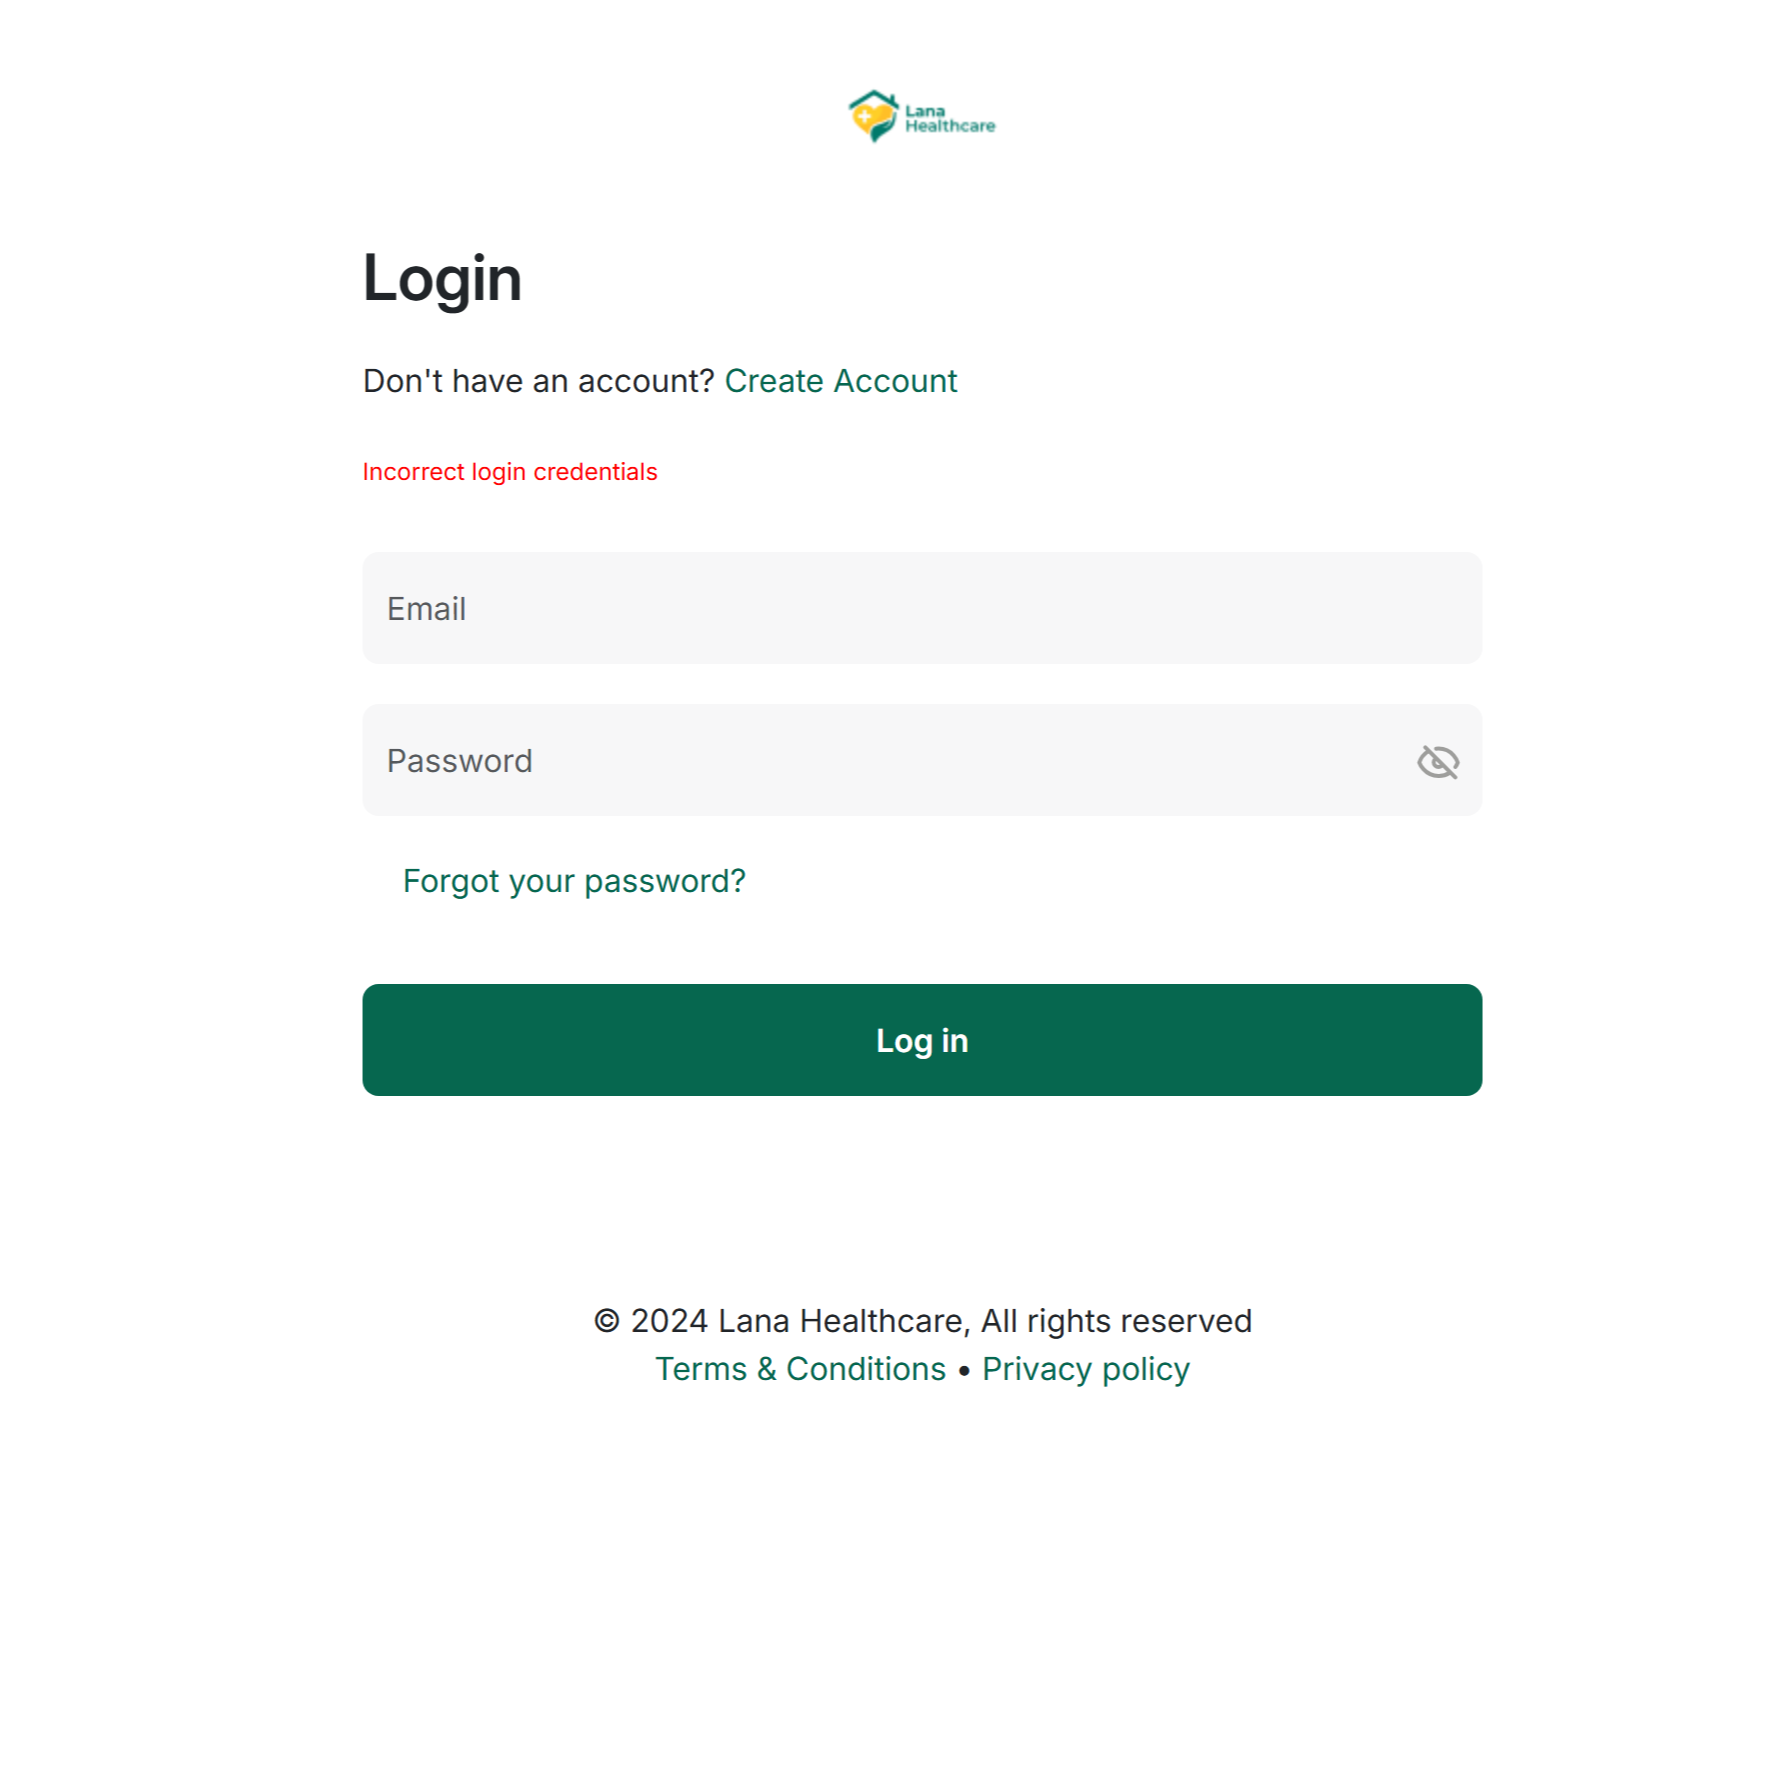 Lana
Healthcare
Login
Don't have an account? Create Account
Incorrect login credentials
Email
Password
Forgot your password?
Log in
© 2024 Lana Healthcare, All rights reserved
Terms & Conditions • Privacy policy